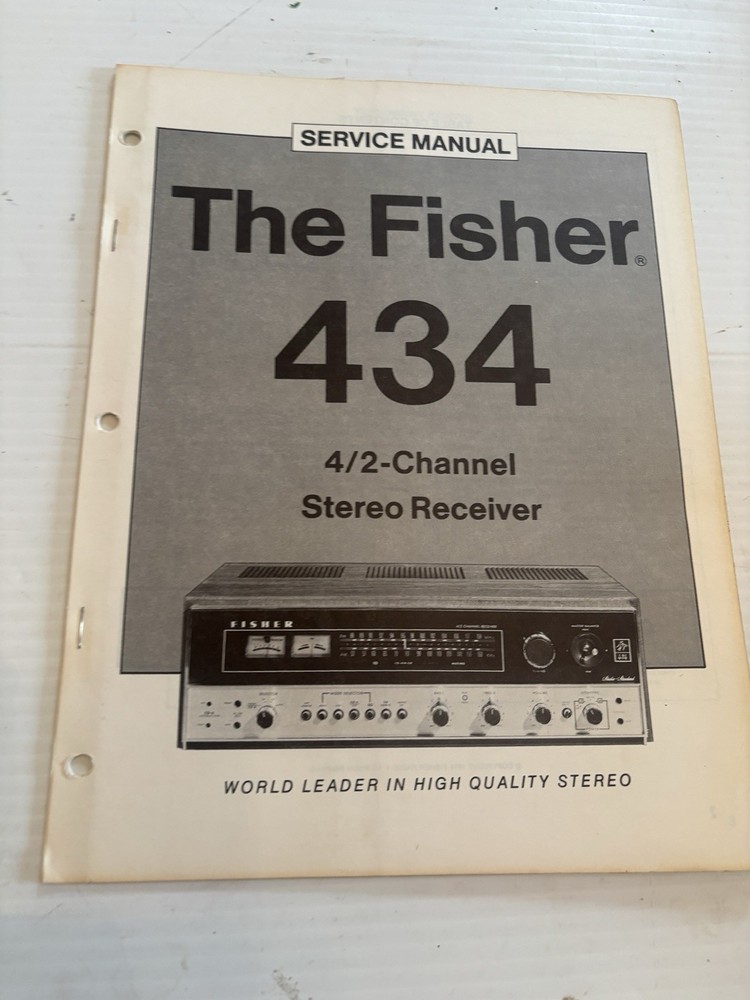 SERVICE MANUAL
The Fisher®
434
4/2-Channel
Stereo Receiver
FISHER
WORLD LEADER IN HIGH QUALITY STEREO